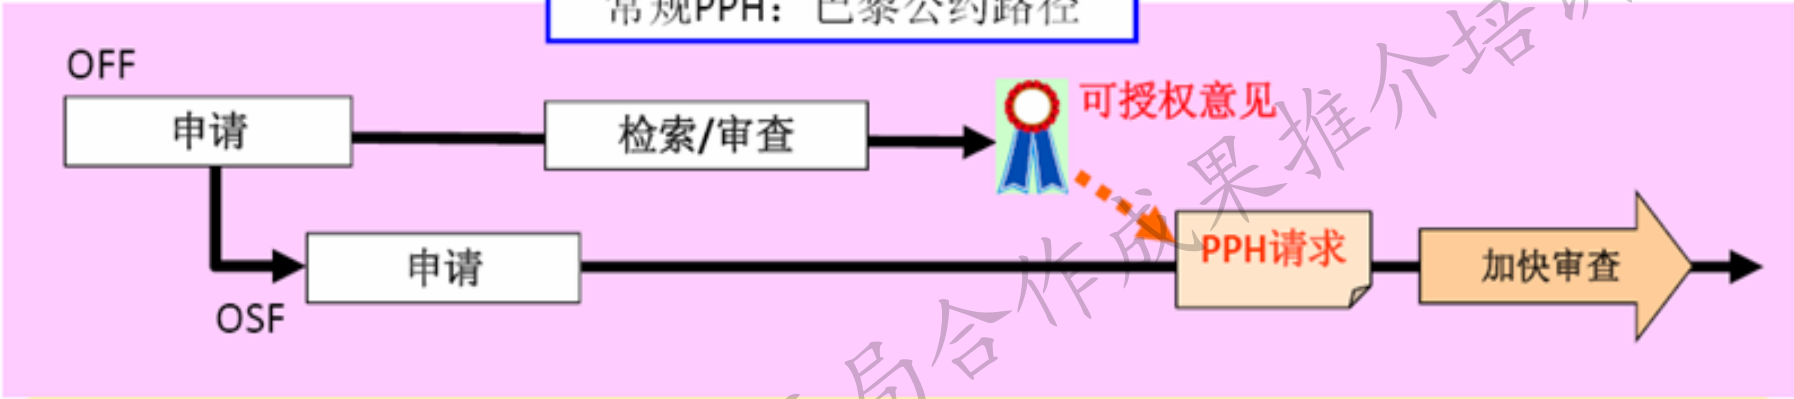 常规PPH：巴黎公约路径
OFF
申请
检索/审查
可授权意见
申请
OSF
PPH请求
加快审查
局合作成果推介培